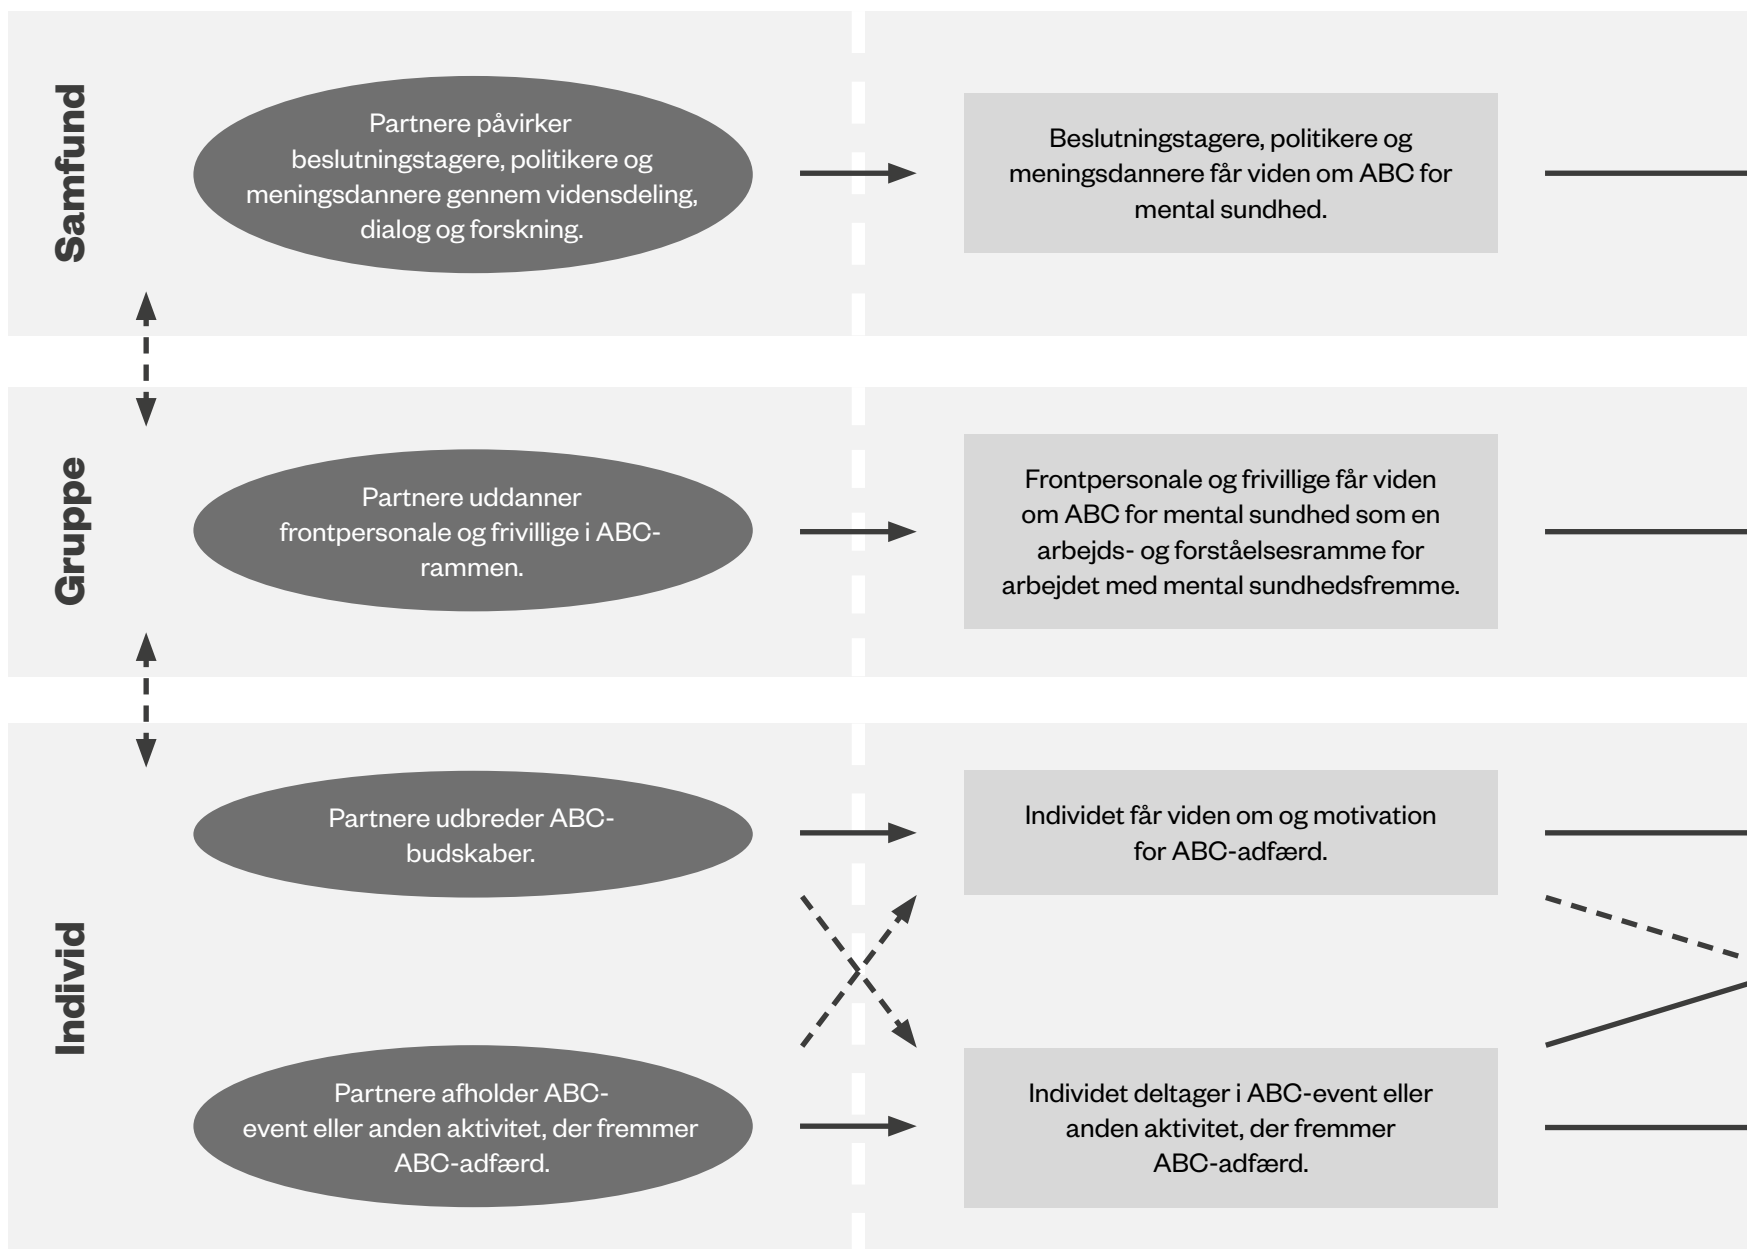 Samfund
Partnere påvirker
beslutningstagere, politikere og
meningsdannere gennem vidensdeling,
dialog og forskning.
Beslutningstagere, politikere og
meningsdannere får viden om ABC for
mental sundhed.
Gruppe
Partnere uddanner
frontpersonale og frivillige i ABC-
rammen.
Frontpersonale og frivillige får viden
om ABC for mental sundhed som en
arbejds- og forståelsesramme for
arbejdet med mental sundhedsfremme.
Individ
Partnere udbreder ABC-
budskaber.
Individet får viden om og motivation
for ABC-adfærd.
Partnere afholder ABC-
event eller anden aktivitet, der fremmer
ABC-adfærd.
Individet deltager i ABC-event eller
anden aktivitet, der fremmer
ABC-adfærd.